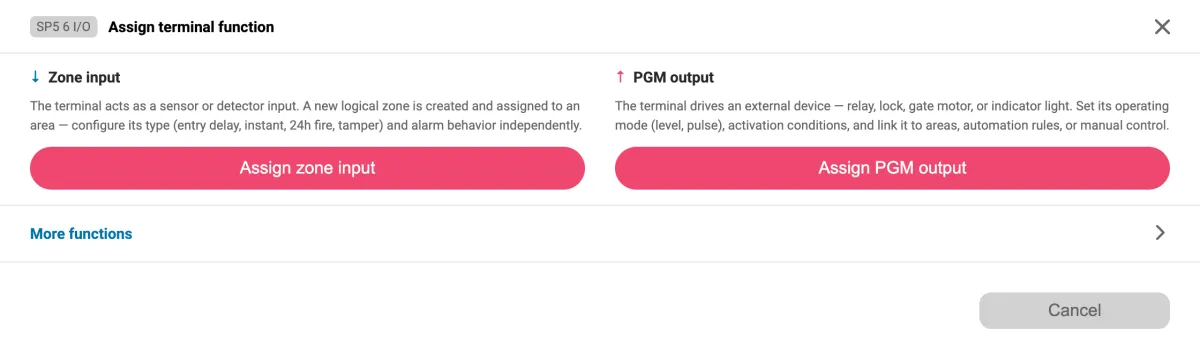 SP5 6 I/O Assign terminal function
↓ Zone input
The terminal acts as a sensor or detector input. A new logical zone is created and assigned to an
area — configure its type (entry delay, instant, 24h fire, tamper) and alarm behavior independently.
Assign zone input
↑ PGM output
The terminal drives an external device — relay, lock, gate motor, or indicator light. Set its operating
mode (level, pulse), activation conditions, and link it to areas, automation rules, or manual control.
Assign PGM output
More functions
Cancel